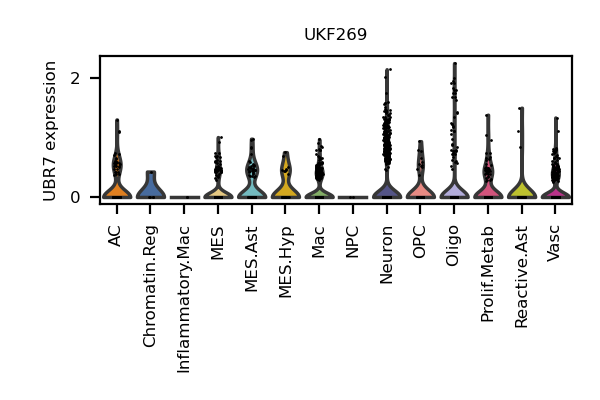 UKF269
UBR7 expression
2
0
AC
Chromatin.Reg
Inflammatory.Mac
MES
MES.Ast
MES.Hyp
Mac
NPC
Neuron
OPC
Oligo
Prolif.Metab
Reactive.Ast
Vasc